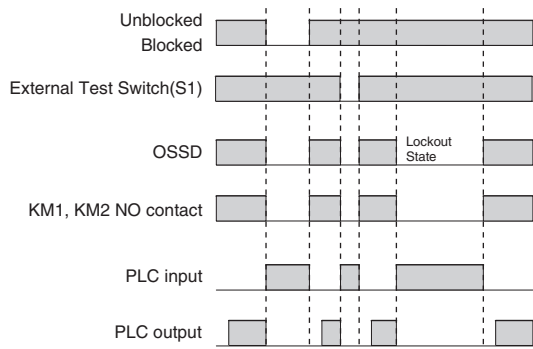 Unblocked
Blocked
External Test Switch(S1)
OSSD
Lockout
State
KM1, KM2 NO contact
PLC input
PLC output